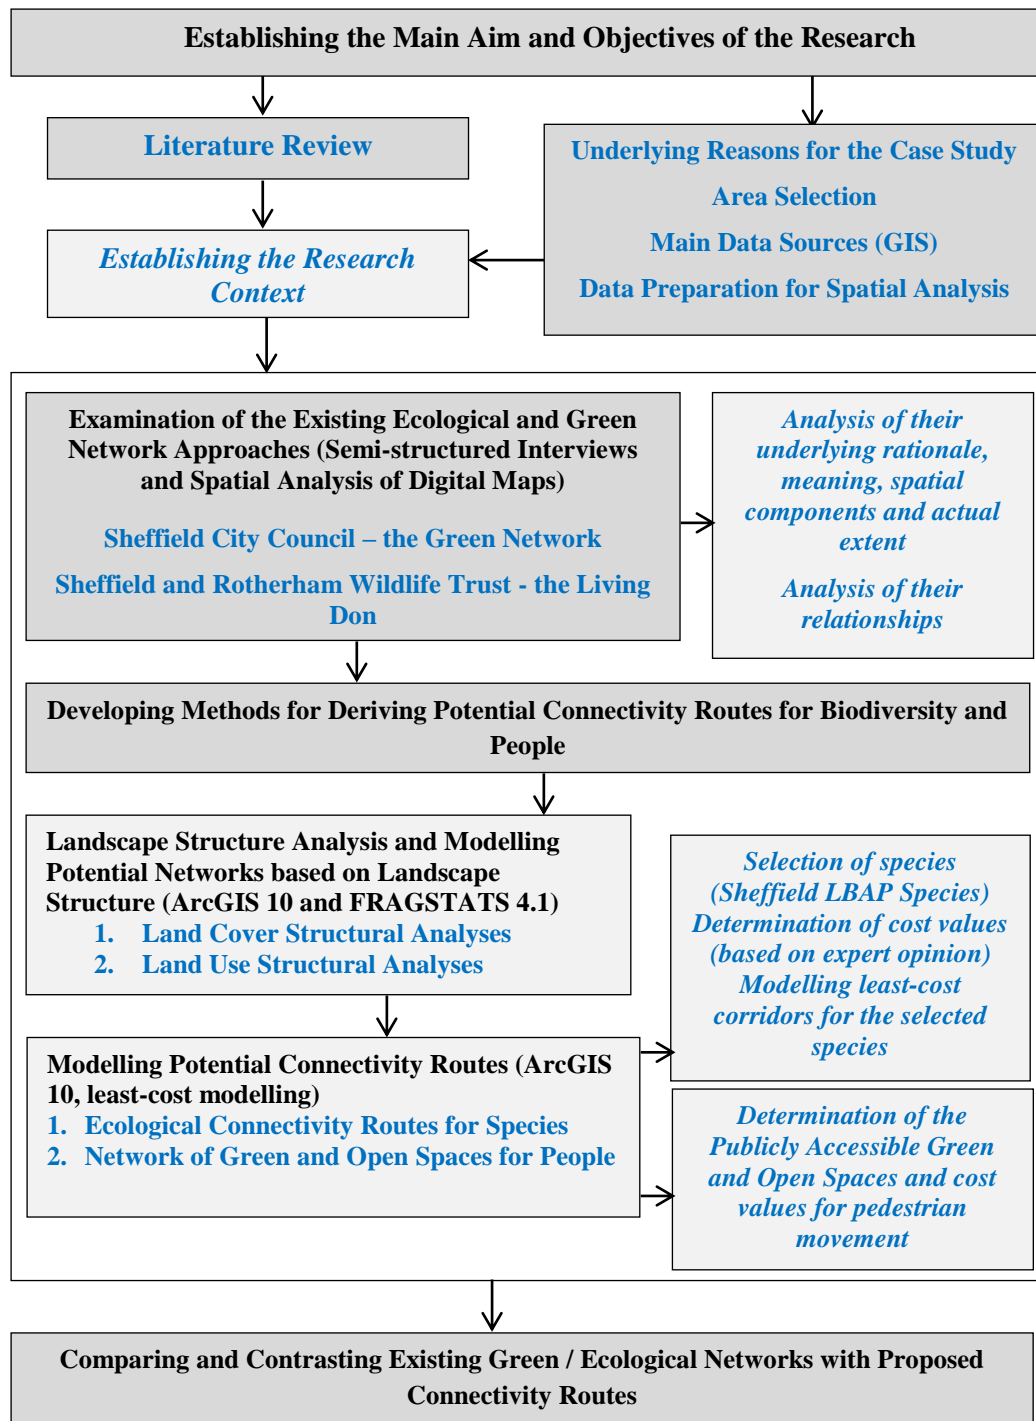 Establishing the Main Aim and Objectives of the Research
Literature Review
Underlying Reasons for the Case Study
Area Selection
Main Data Sources (GIS)
Data Preparation for Spatial Analysis
Establishing the Research
Context
Examination of the Existing Ecological and Green
Network Approaches (Semi-structured Interviews
and Spatial Analysis of Digital Maps)
Sheffield City Council – the Green Network
Sheffield and Rotherham Wildlife Trust - the Living
Don
Analysis of their
underlying rationale,
meaning, spatial
components and actual
extent
Analysis of their
relationships
Developing Methods for Deriving Potential Connectivity Routes for Biodiversity and
People
Landscape Structure Analysis and Modelling
Potential Networks based on Landscape
Structure (ArcGIS 10 and FRAGSTATS 4.1)
1. Land Cover Structural Analyses
2. Land Use Structural Analyses
Selection of species
(Sheffield LBAP Species)
Determination of cost values
(based on expert opinion)
Modelling least-cost
corridors for the selected
species
Modelling Potential Connectivity Routes (ArcGIS
10, least-cost modelling)
1. Ecological Connectivity Routes for Species
2. Network of Green and Open Spaces for People
Determination of the
Publicly Accessible Green
and Open Spaces and cost
values for pedestrian
movement
Comparing and Contrasting Existing Green / Ecological Networks with Proposed
Connectivity Routes